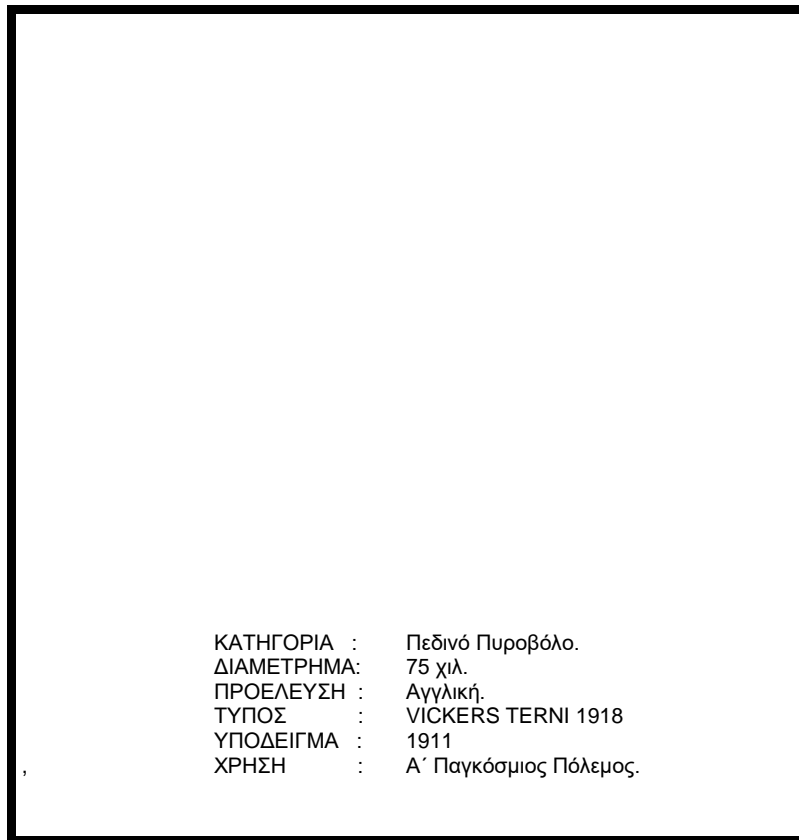 ΚΑΤΗΓΟΡΙΑ : Πεδινό Πυροβόλο.
ΔΙΑΜΕΤΡΗΜΑ: 75 χιλ.
ΠΡΟΕΛΕΥΣΗ : Αγγλική.
ΤΥΠΟΣ : VICKERS TERNI 1918
ΥΠΟΔΕΙΓΜΑ : 1911
, ΧΡΗΣΗ : Α΄ Παγκόσμιος Πόλεμος.